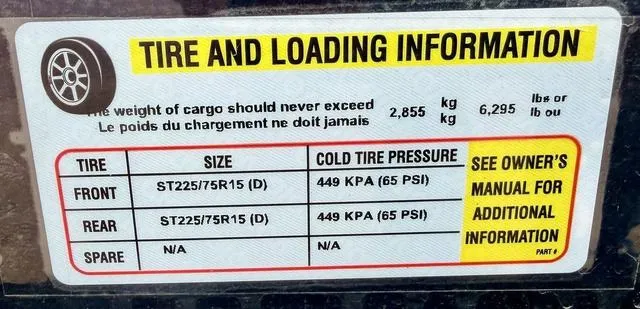 TIRE AND LOADING INFORMATION
The weight of cargo should never exceed 2,855 kg 6,295 lbs or
Le poids du chargement ne doit jamais kg lb ou
TIRE SIZE COLD TIRE PRESSURE
FRONT ST225/75R15 (D) 449 KPA (65 PSI)
REAR ST225/75R15 (D) 449 KPA (65 PSI)
SPARE N/A N/A
SEE OWNER'S
MANUAL FOR
ADDITIONAL
INFORMATION
PART #